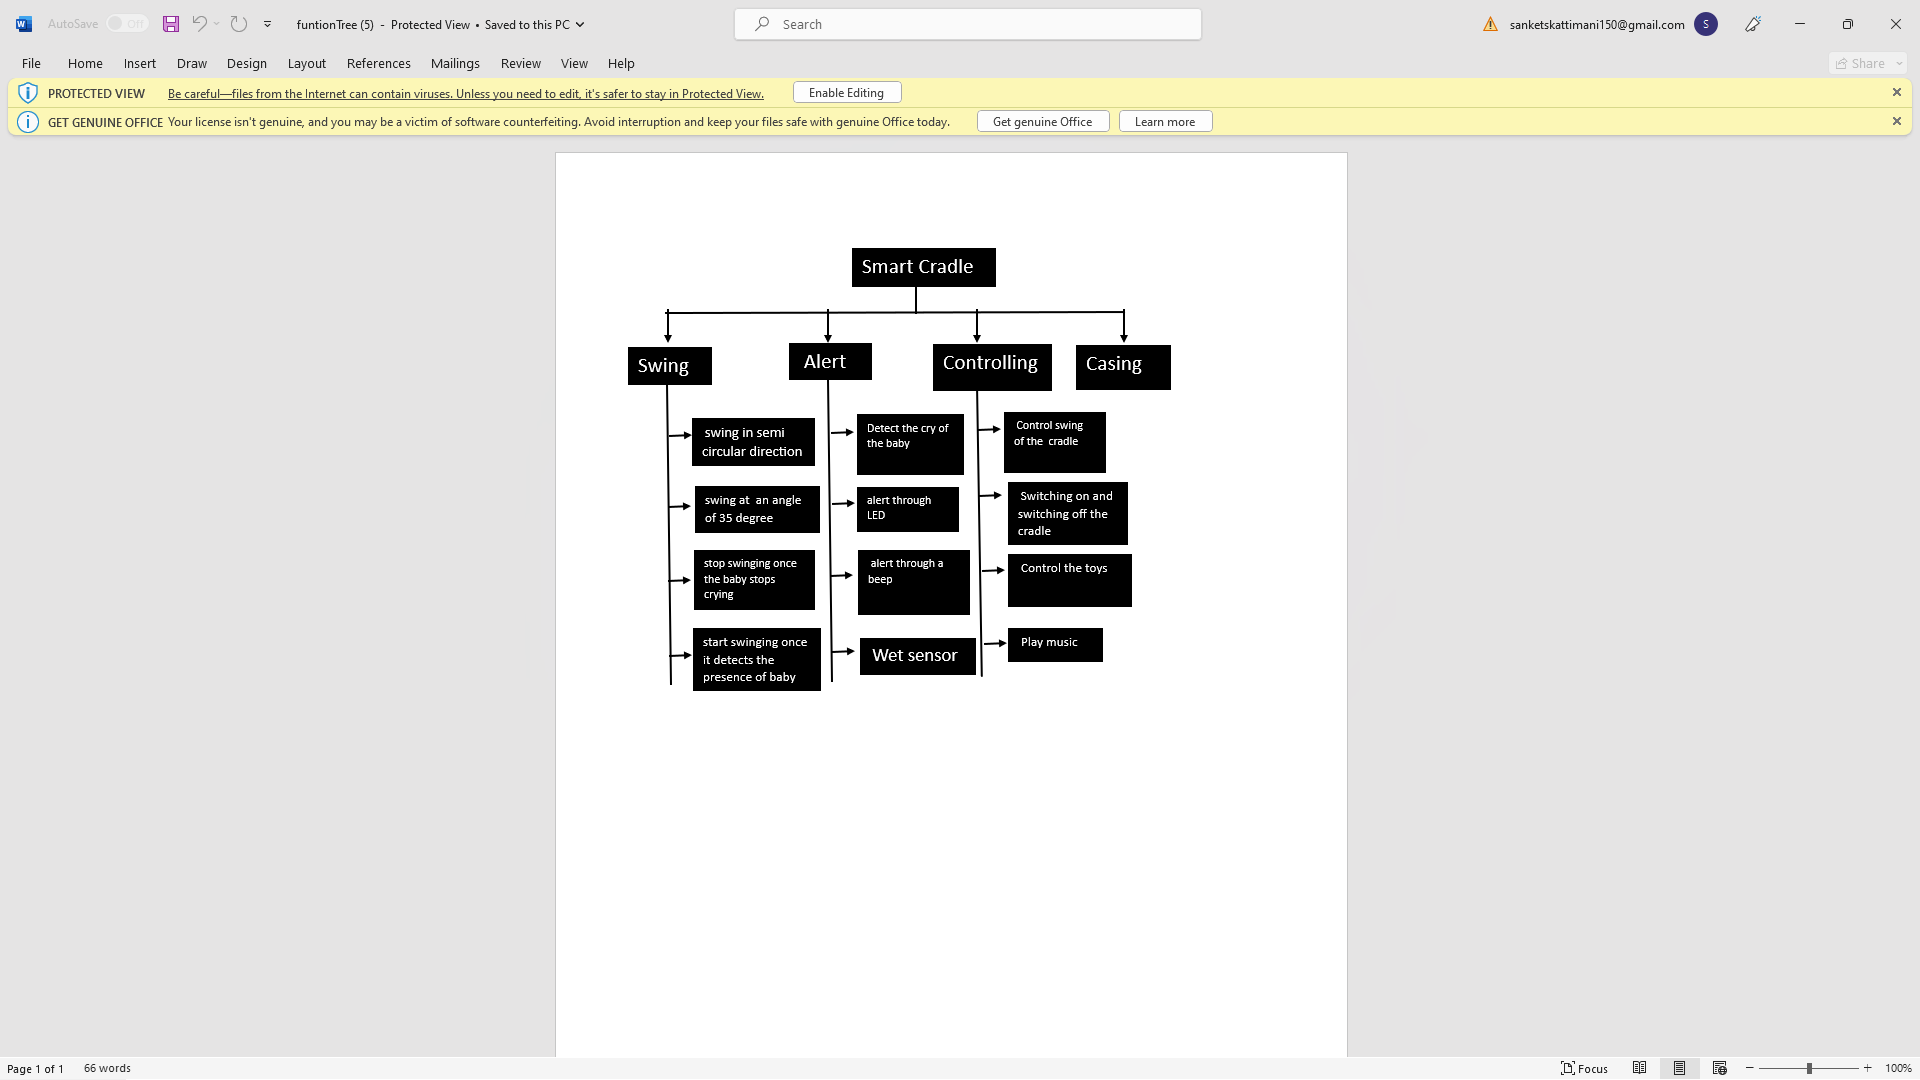 AutoSave Off funtionTree (5) - Protected View • Saved to this PC Search sanketskattimani150@gmail.com S
File Home Insert Draw Design Layout References Mailings Review View Help Share
PROTECTED VIEW Be careful—files from the Internet can contain viruses. Unless you need to edit, it's safer to stay in Protected View. Enable Editing
GET GENUINE OFFICE Your license isn't genuine, and you may be a victim of software counterfeiting. Avoid interruption and keep your files safe with genuine Office today. Get genuine Office Learn more
Smart Cradle
Swing
Alert
Controlling
Casing
swing in semi
circular direction
swing at an angle
of 35 degree
stop swinging once
the baby stops
crying
start swinging once
it detects the
presence of baby
Detect the cry of
the baby
alert through
LED
alert through a
beep
Wet sensor
Control swing
of the cradle
Switching on and
switching off the
cradle
Control the toys
Play music
Page 1 of 1 66 words Focus 100%